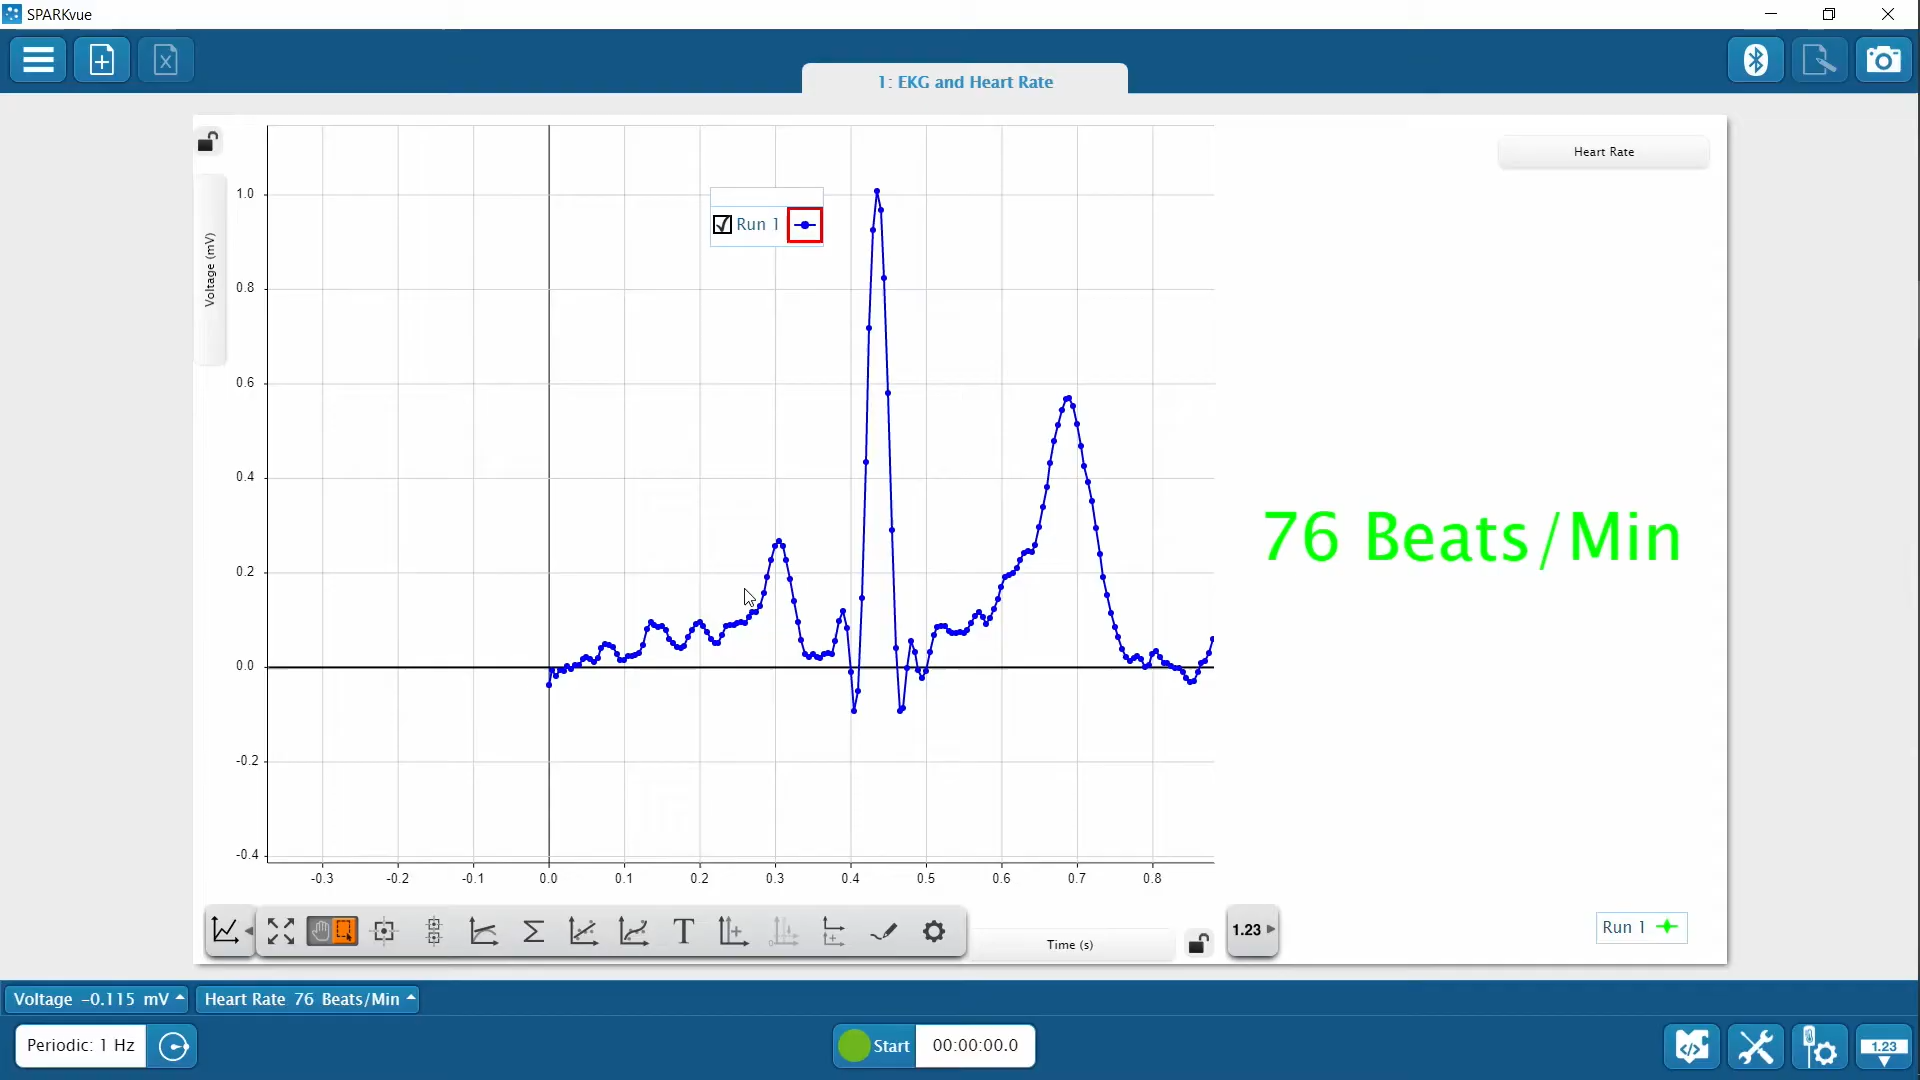 SPARKvue
1: EKG and Heart Rate
Heart Rate
Voltage (mV)
Run 1
1.0
0.8
0.6
0.4
0.2
0.0
-0.2
-0.4
-0.3 -0.2 -0.1 0.0 0.1 0.2 0.3 0.4 0.5 0.6 0.7 0.8
76 Beats/Min
Run 1
T
Time (s)
1.23
Voltage -0.115 mV
Heart Rate 76 Beats/Min
Periodic: 1 Hz
Start
00:00:00.0
1.23